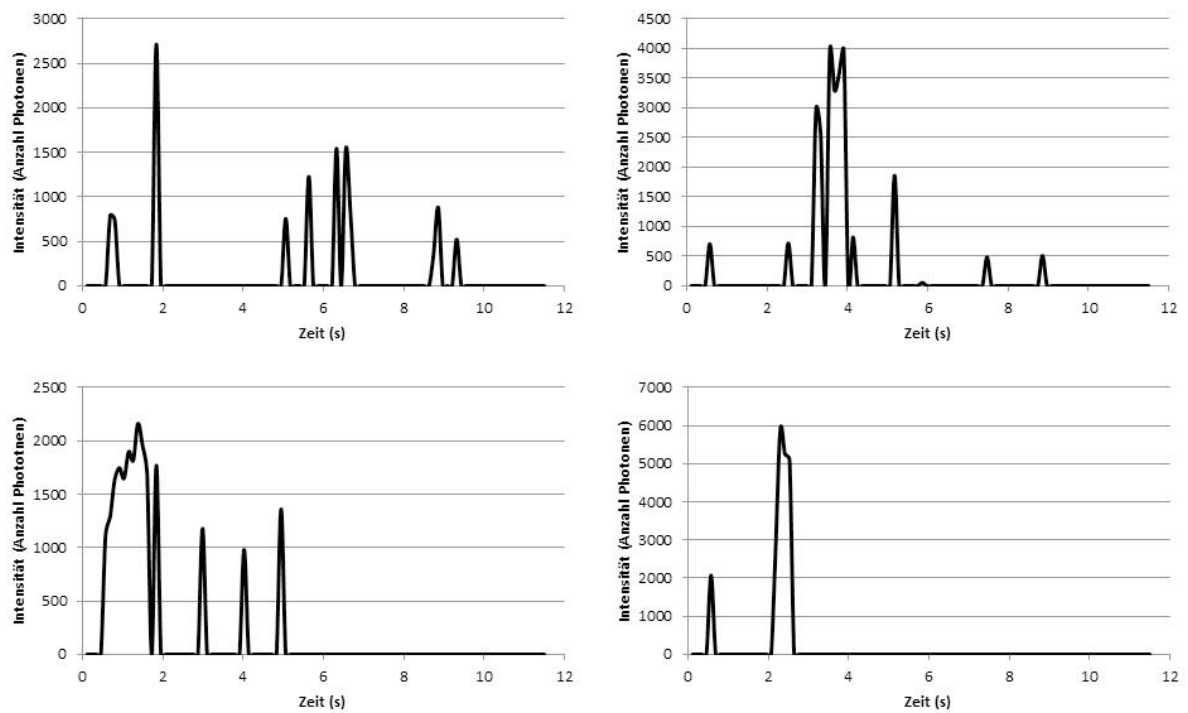 3000
2500
2000
1500
1000
500
0
0 2 4 6 8 10 12
Intensität (Anzahl Photonen)
Zeit (s)
4500
4000
3500
3000
2500
2000
1500
1000
500
0
0 2 4 6 8 10 12
Intensität (Anzahl Photonen)
Zeit (s)
2500
2000
1500
1000
500
0
0 2 4 6 8 10 12
Intensität (Anzahl Phototnen)
Zeit (s)
7000
6000
5000
4000
3000
2000
1000
0
0 2 4 6 8 10 12
Intensität (Anzahl Photonen)
Zeit (s)